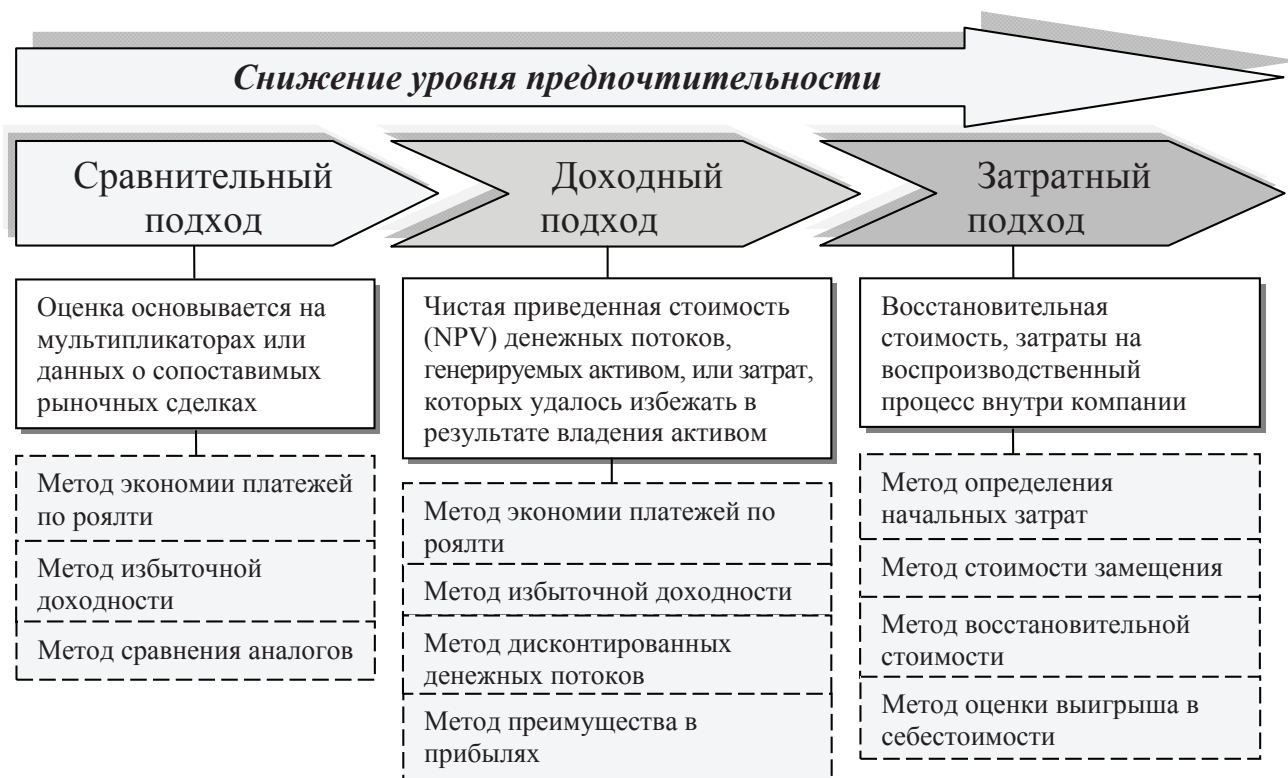 Снижение уровня предпочтительности
Сравнительный
подход
Оценка основывается на
мультипликаторах или
данных о сопоставимых
рыночных сделках
Метод экономии платежей
по роялти
Метод избыточной
доходности
Метод сравнения аналогов
Доходный
подход
Чистая приведенная стоимость
(NPV) денежных потоков,
генерируемых активом, или затрат,
которых удалось избежать в
результате владения активом
Метод экономии платежей по
роялти
Метод избыточной доходности
Метод дисконтированных
денежных потоков
Метод преимущества в
прибылях
Затратный
подход
Восстановительная
стоимость, затраты на
воспроизводственный
процесс внутри компании
Метод определения
начальных затрат
Метод стоимости замещения
Метод восстановительной
стоимости
Метод оценки выигрыша в
себестоимости